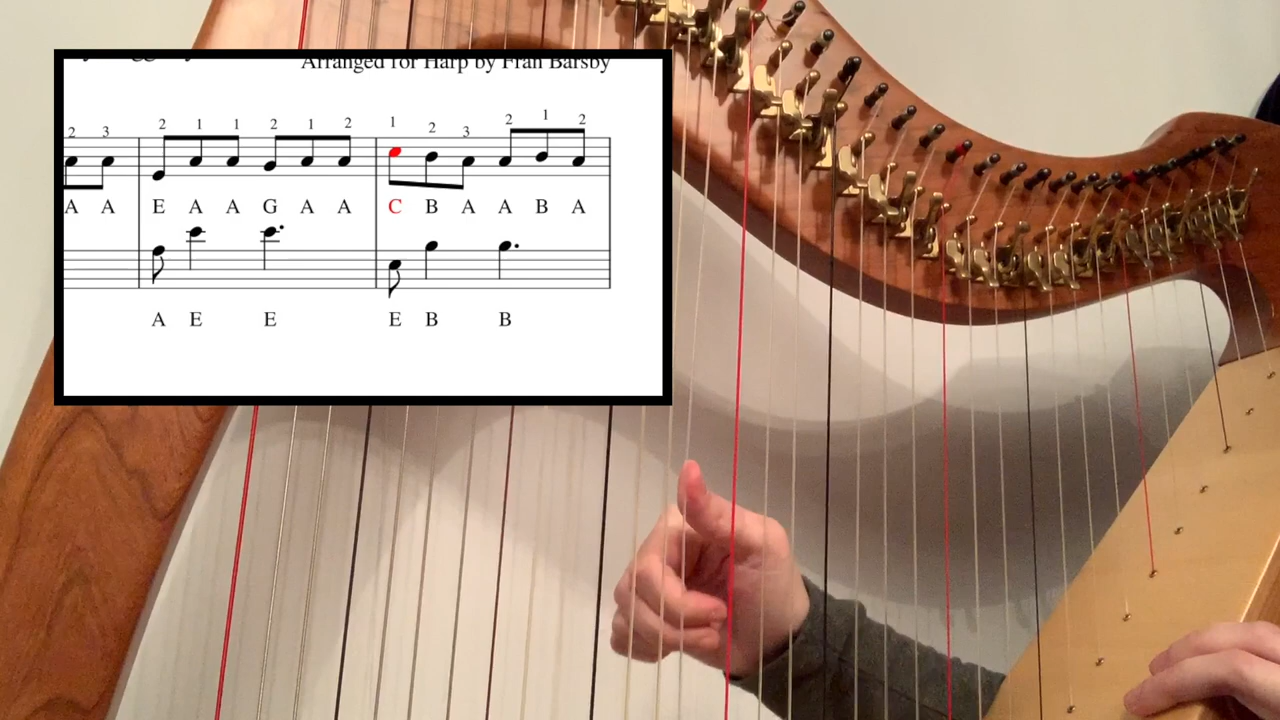 Arranged for Harp by Fran Barsby
2 3 2 1 1 2 1 2 1 2 3 2 1 2
A A E A A G A A C B A A B A
A E E E B B